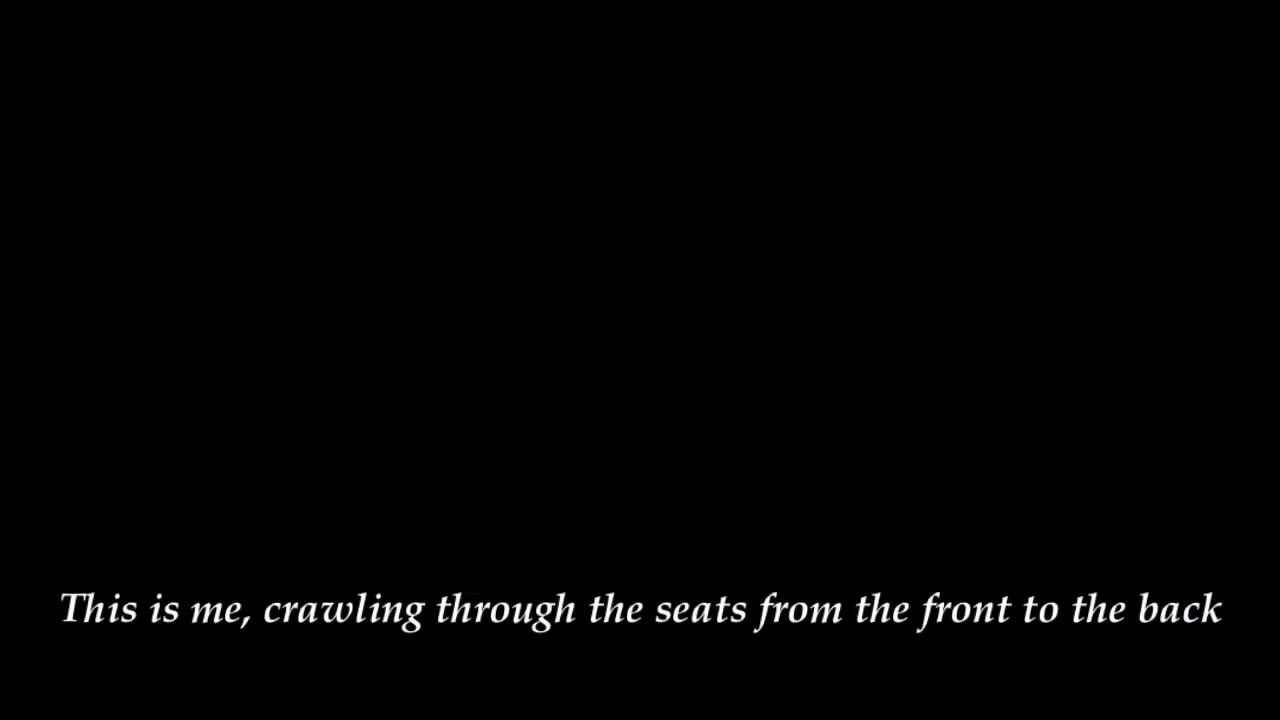 This is me, crawling through the seats from the front to the back